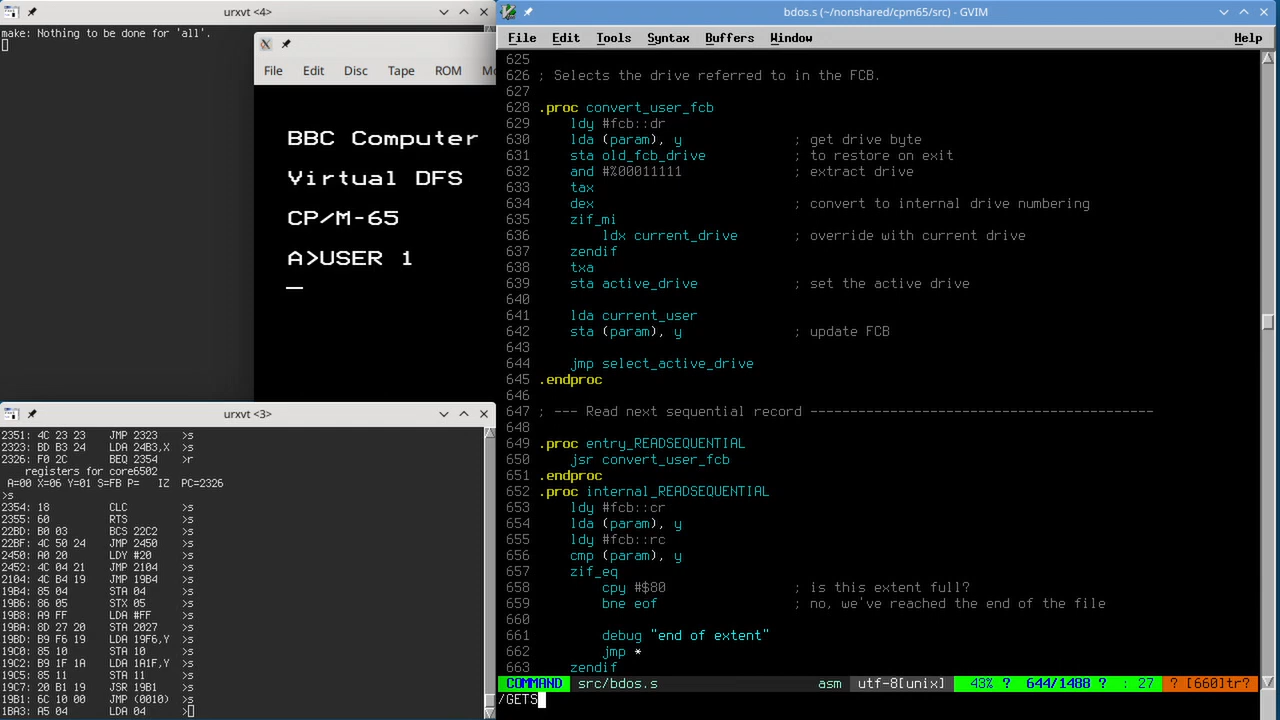 urxvt <4>
make: Nothing to be done for 'all'.
File Edit Disc Tape ROM Mo
BBC Computer
Virtual DFS
CP/M-65
A>USER 1
_
urxvt <3>
2351: 4C 23 23 JMP 2323 >s
2323: BD B3 24 LDA 24B3,X >s
2326: F0 2C BEQ 2354 >r
registers for core6502
A=00 X=06 Y=01 S=FB P= IZ PC=2326
>s
2354: 18 CLC >s
2355: 60 RTS >s
22BD: B0 03 BCS 22C2 >s
22BF: 4C 50 24 JMP 2450 >s
2450: A0 20 LDY #20 >s
2452: 4C 04 21 JMP 2104 >s
2104: 4C B4 19 JMP 19B4 >s
19B4: 85 04 STA 04 >s
19B6: 86 05 STX 05 >s
19B8: A9 FF LDA #FF >s
19BA: 8D 27 20 STA 2027 >s
19BD: B9 F6 19 LDA 19F6,Y >s
19C0: 85 10 STA 10 >s
19C2: B9 1F 1A LDA 1A1F,Y >s
19C5: 85 11 STA 11 >s
19C7: 20 B1 19 JSR 19B1 >s
19B1: 6C 10 00 JMP (0010) >s
1BA3: A5 04 LDA 04 >
bdos.s (~/nonshared/cpm65/src) - GVIM
File Edit Tools Syntax Buffers Window Help
625
626 ; Selects the drive referred to in the FCB.
627
628 .proc convert_user_fcb
629 ldy #fcb::dr
630 lda (param), y ; get drive byte
631 sta old_fcb_drive ; to restore on exit
632 and #%00011111 ; extract drive
633 tax
634 dex ; convert to internal drive numbering
635 zif_mi
636 ldx current_drive ; override with current drive
637 zendif
638 txa
639 sta active_drive ; set the active drive
640
641 lda current_user
642 sta (param), y ; update FCB
643
644 jmp select_active_drive
645 .endproc
646
647 ; --- Read next sequential record -------------------------------------------
648
649 .proc entry_READSEQUENTIAL
650 jsr convert_user_fcb
651 .endproc
652 .proc internal_READSEQUENTIAL
653 ldy #fcb::cr
654 lda (param), y
655 ldy #fcb::rc
656 cmp (param), y
657 zif_eq
658 cpy #$80 ; is this extent full?
659 bne eof ; no, we've reached the end of the file
660
661 debug "end of extent"
662 jmp *
663 zendif
COMMAND src/bdos.s asm utf-8[unix] 43% ? 644/1488 ? : 27 ? [660]tr?
/GETS